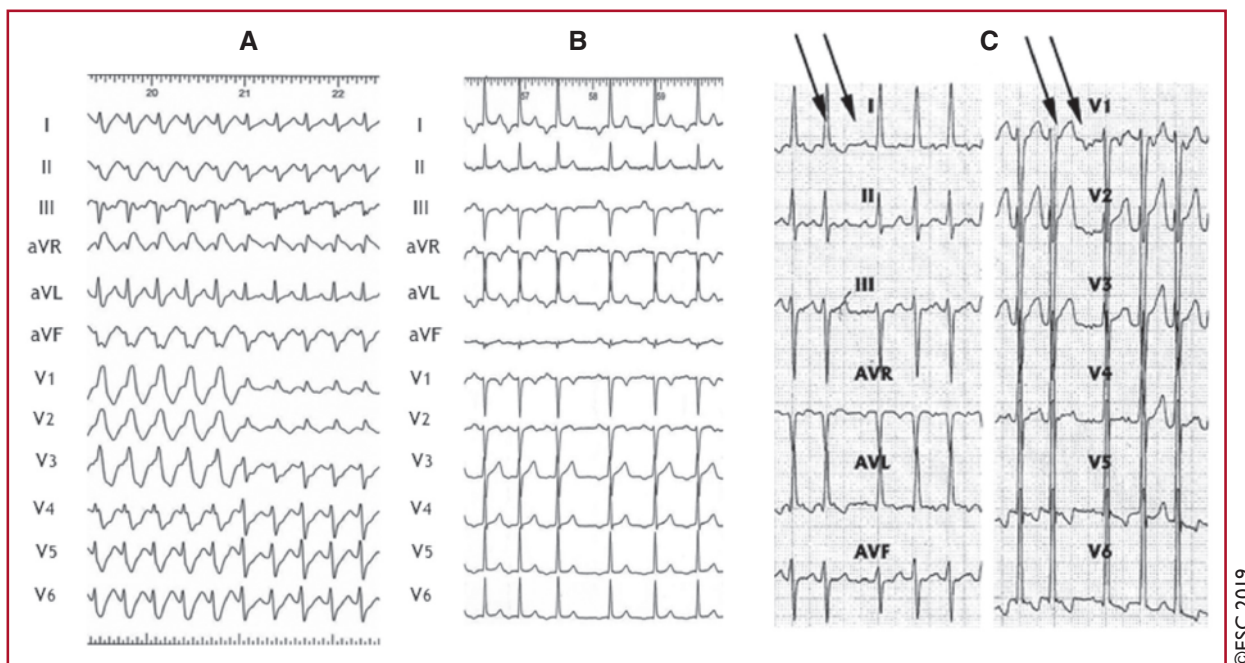 A
20 21 22
I
II
III
aVR
aVL
aVF
V1
V2
V3
V4
V5
V6
B
57 58 59
I
II
III
aVR
aVL
aVF
V1
V2
V3
V4
V5
V6
C
I
II
III
AVR
AVL
AVF
V1
V2
V3
V4
V5
V6
©ESC 2019